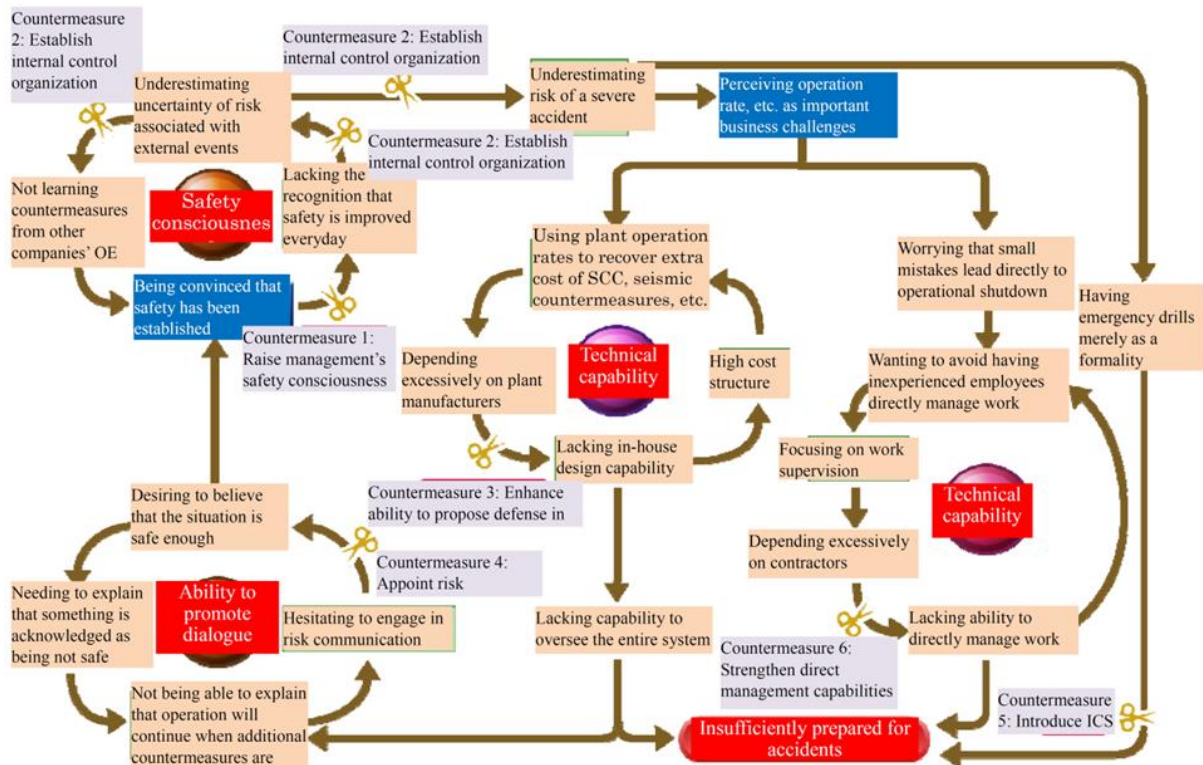 Countermeasure
2: Establish
internal control
organization
Countermeasure 2: Establish
internal control organization
Underestimating
uncertainty of risk
associated with
external events
Underestimating
risk of a severe
accident
Perceiving operation
rate, etc. as important
business challenges
Countermeasure 2: Establish
internal control organization
Not learning
countermeasures
from other
companies' OE
Safety
consciousnes
Lacking the
recognition that
safety is improved
everyday
Using plant operation
rates to recover extra
cost of SCC, seismic
countermeasures, etc.
Worrying that small
mistakes lead directly to
operational shutdown
Having
emergency drills
merely as a
formality
Being convinced that
safety has been
established
Countermeasure 1:
Raise management's
safety consciousness
Depending
excessively on plant
manufacturers
Technical
capability
High cost
structure
Wanting to avoid having
inexperienced employees
directly manage work
Lacking in-house
design capability
Focusing on work
supervision
Technical
capability
Desiring to believe
that the situation is
safe enough
Countermeasure 3: Enhance
ability to propose defense in
Depending excessively
on contractors
Countermeasure 4:
Appoint risk
Needing to explain
that something is
acknowledged as
being not safe
Ability to
promote
dialogue
Hesitating to engage in
risk communication
Lacking capability to
oversee the entire system
Lacking ability to
directly manage work
Countermeasure 6:
Strengthen direct
management capabilities
Not being able to explain
that operation will
continue when additional
countermeasures are
Insufficiently prepared for
accidents
Countermeasure
5: Introduce ICS